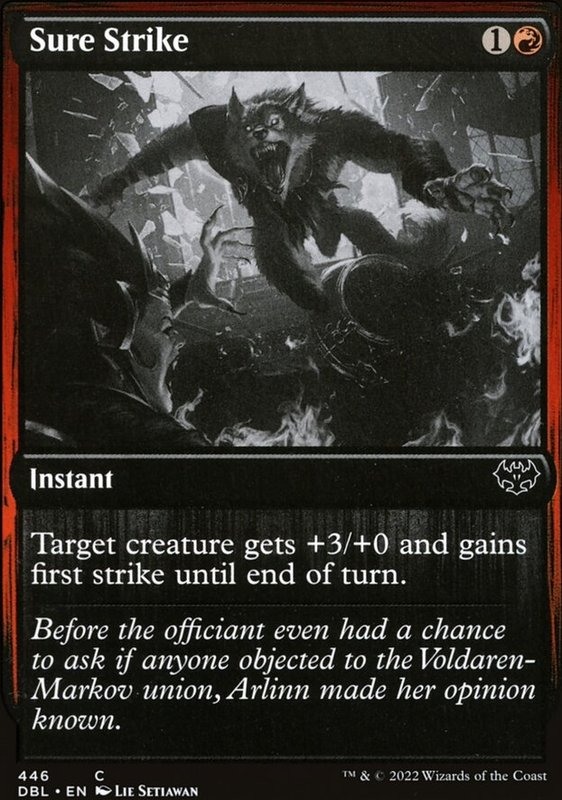 Sure Strike 1
Instant
Target creature gets +3/+0 and gains
first strike until end of turn.
Before the officiant even had a chance
to ask if anyone objected to the Voldaren-
Markov union, Arlinn made her opinion
known.
446 C
DBL • EN Lie Setiawan
™ & © 2022 Wizards of the Coast